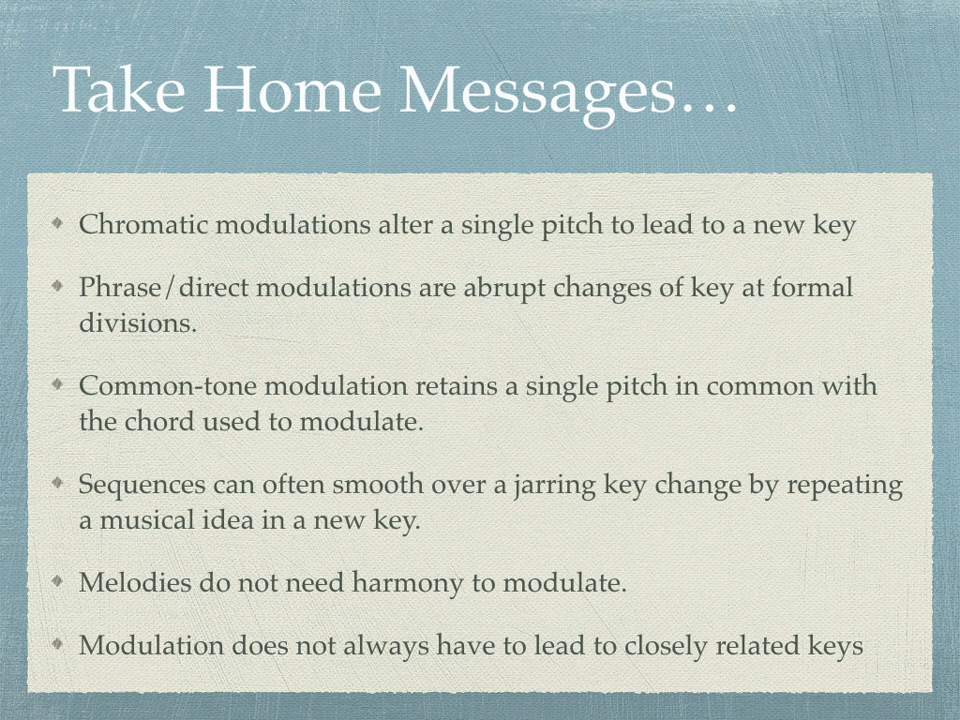 Take Home Messages…
Chromatic modulations alter a single pitch to lead to a new key
Phrase/direct modulations are abrupt changes of key at formal
divisions.
Common-tone modulation retains a single pitch in common with
the chord used to modulate.
Sequences can often smooth over a jarring key change by repeating
a musical idea in a new key.
Melodies do not need harmony to modulate.
Modulation does not always have to lead to closely related keys